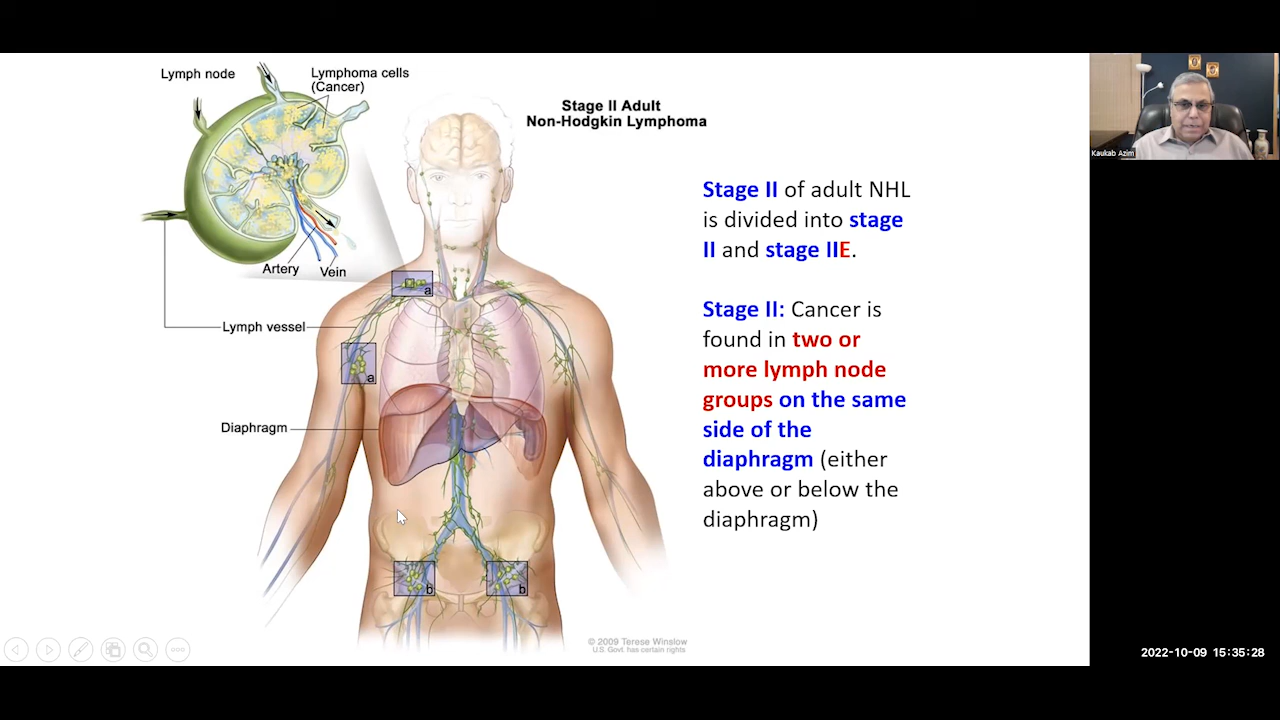 Lymph node
Lymphoma cells
(Cancer)
Stage II Adult
Non-Hodgkin Lymphoma
Kaukab Azim
Stage II of adult NHL
is divided into stage
II and stage IIE.
Artery
Vein
a
Stage II: Cancer is
found in two or
more lymph node
groups on the same
side of the
diaphragm (either
above or below the
diaphragm)
Lymph vessel
a
Diaphragm
b
b
© 2009 Terese Winslow
U.S. Govt. has certain rights
2022-10-09 15:35:28